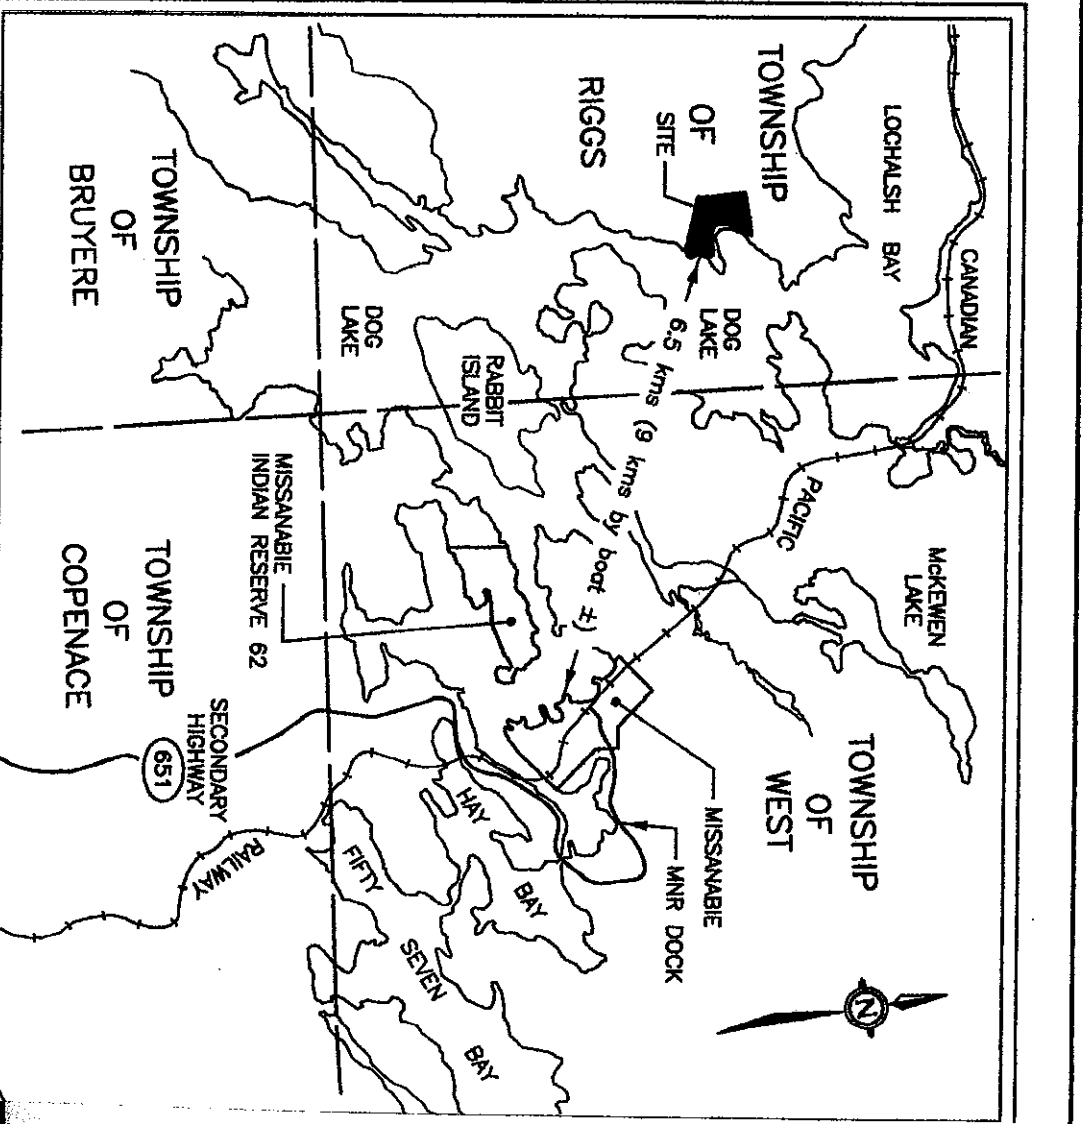 TOWNSHIP
OF
RIGGS
SITE
LOCHALSH
BAY
CANADIAN
PACIFIC
McKEWEN
LAKE
TOWNSHIP
OF
WEST
DOG
LAKE
6.5 kms (9 kms by boat ±)
RABBIT
ISLAND
DOG
LAKE
MISSANABIE
MNR DOCK
N
TOWNSHIP
OF
BRUYERE
MISSANABIE
INDIAN RESERVE 62
TOWNSHIP
OF
COPENACE
SECONDARY
HIGHWAY
651
RAILWAY
HAY
BAY
FIFTY
SEVEN
BAY